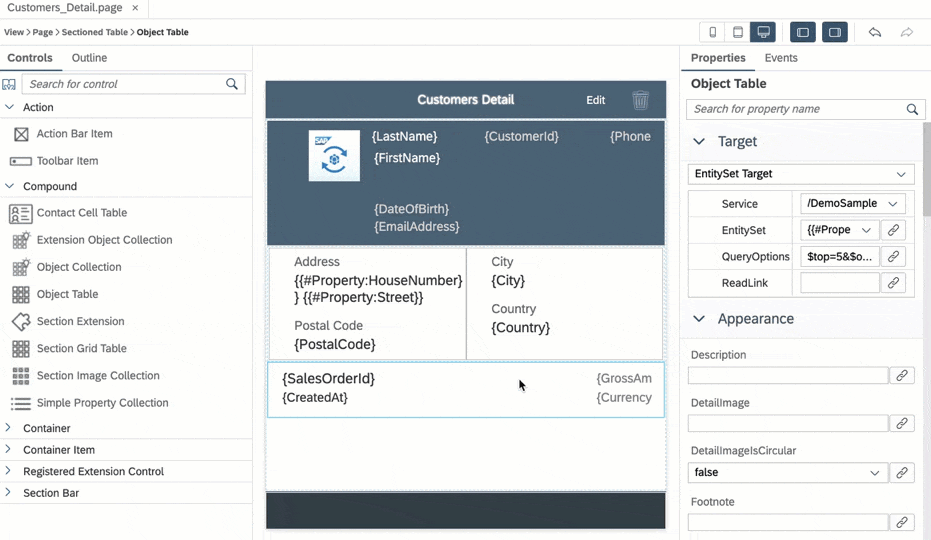 Customers_Detail.page ×
View > Page > Sectioned Table > Object Table
Controls Outline
Search for control
Action
Action Bar Item
Toolbar Item
Compound
Contact Cell Table
Extension Object Collection
Object Collection
Object Table
Section Extension
Section Grid Table
Section Image Collection
Simple Property Collection
Container
Container Item
Registered Extension Control
Section Bar
Customers Detail Edit
SAP
{LastName} {CustomerId} {Phone
{FirstName}
{DateOfBirth}
{EmailAddress}
Address
{{#Property:HouseNumber}
} {{#Property:Street}}
Postal Code
{PostalCode}
City
{City}
Country
{Country}
{SalesOrderId} {GrossAm
{CreatedAt} {Currency
Properties Events
Object Table
Search for property name
Target
EntitySet Target
Service /DemoSample
EntitySet {{#Prope
QueryOptions $top=5&$o...
ReadLink
Appearance
Description
DetailImage
DetailImageIsCircular
false
Footnote